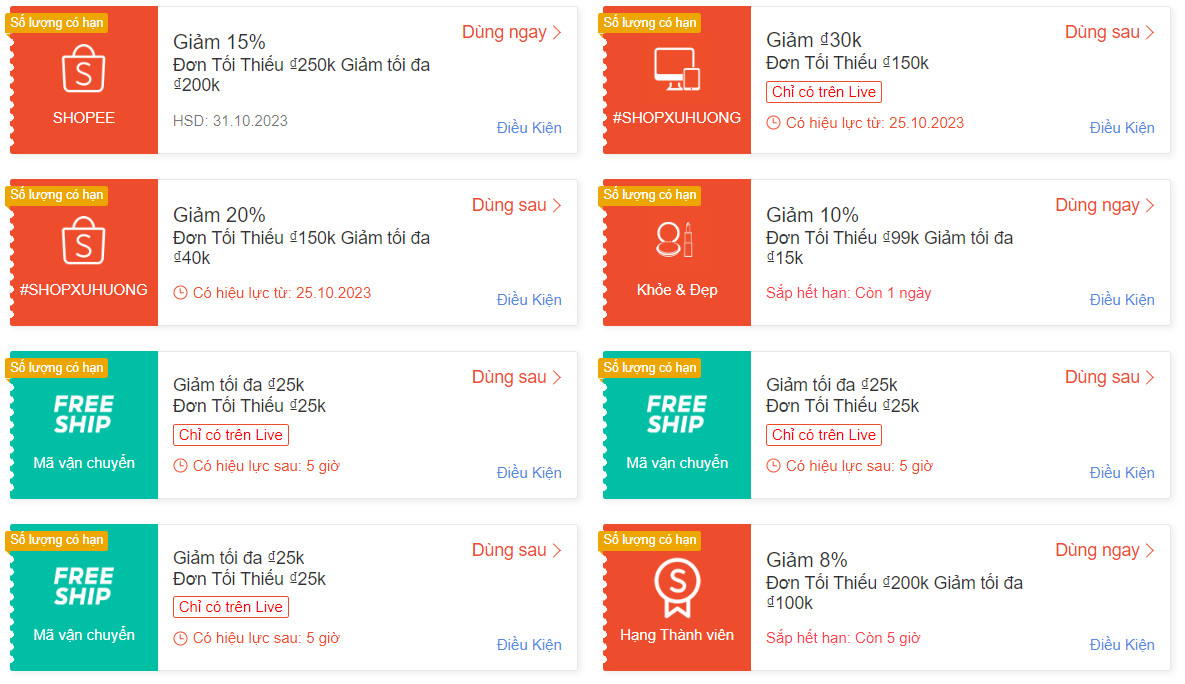 Số lượng có hạn
SHOPEE
Giảm 15%
Đơn Tối Thiểu ₫250k Giảm tối đa
₫200k
HSD: 31.10.2023
Dùng ngay
Điều Kiện
Số lượng có hạn
#SHOPXUHUONG
Giảm ₫30k
Đơn Tối Thiểu ₫150k
Chỉ có trên Live
Có hiệu lực từ: 25.10.2023
Dùng sau
Điều Kiện
Số lượng có hạn
#SHOPXUHUONG
Giảm 20%
Đơn Tối Thiểu ₫150k Giảm tối đa
₫40k
Có hiệu lực từ: 25.10.2023
Dùng sau
Điều Kiện
Số lượng có hạn
Khỏe & Đẹp
Giảm 10%
Đơn Tối Thiểu ₫99k Giảm tối đa
₫15k
Sắp hết hạn: Còn 1 ngày
Dùng ngay
Điều Kiện
Số lượng có hạn
FREE
SHIP
Mã vận chuyển
Giảm tối đa ₫25k
Đơn Tối Thiểu ₫25k
Chỉ có trên Live
Có hiệu lực sau: 5 giờ
Dùng sau
Điều Kiện
Số lượng có hạn
FREE
SHIP
Mã vận chuyển
Giảm tối đa ₫25k
Đơn Tối Thiểu ₫25k
Chỉ có trên Live
Có hiệu lực sau: 5 giờ
Dùng sau
Điều Kiện
Số lượng có hạn
FREE
SHIP
Mã vận chuyển
Giảm tối đa ₫25k
Đơn Tối Thiểu ₫25k
Chỉ có trên Live
Có hiệu lực sau: 5 giờ
Dùng sau
Điều Kiện
Số lượng có hạn
Hạng Thành viên
Giảm 8%
Đơn Tối Thiểu ₫200k Giảm tối đa
₫100k
Sắp hết hạn: Còn 5 giờ
Dùng ngay
Điều Kiện